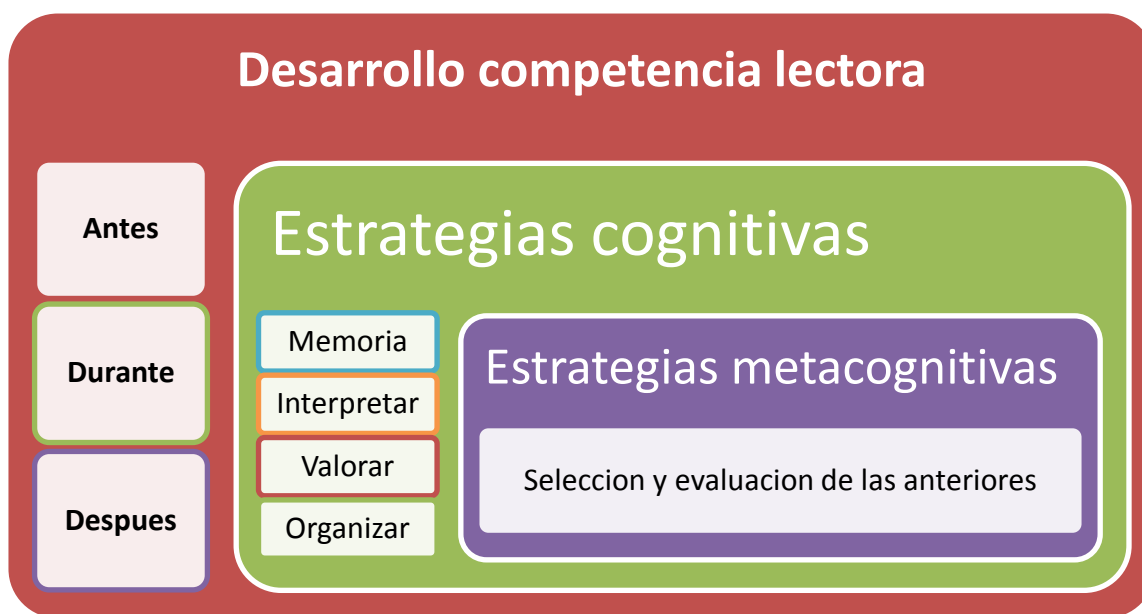 Desarrollo competencia lectora
Antes
Durante
Despues
Estrategias cognitivas
Memoria
Interpretar
Valorar
Organizar
Estrategias metacognitivas
Seleccion y evaluacion de las anteriores